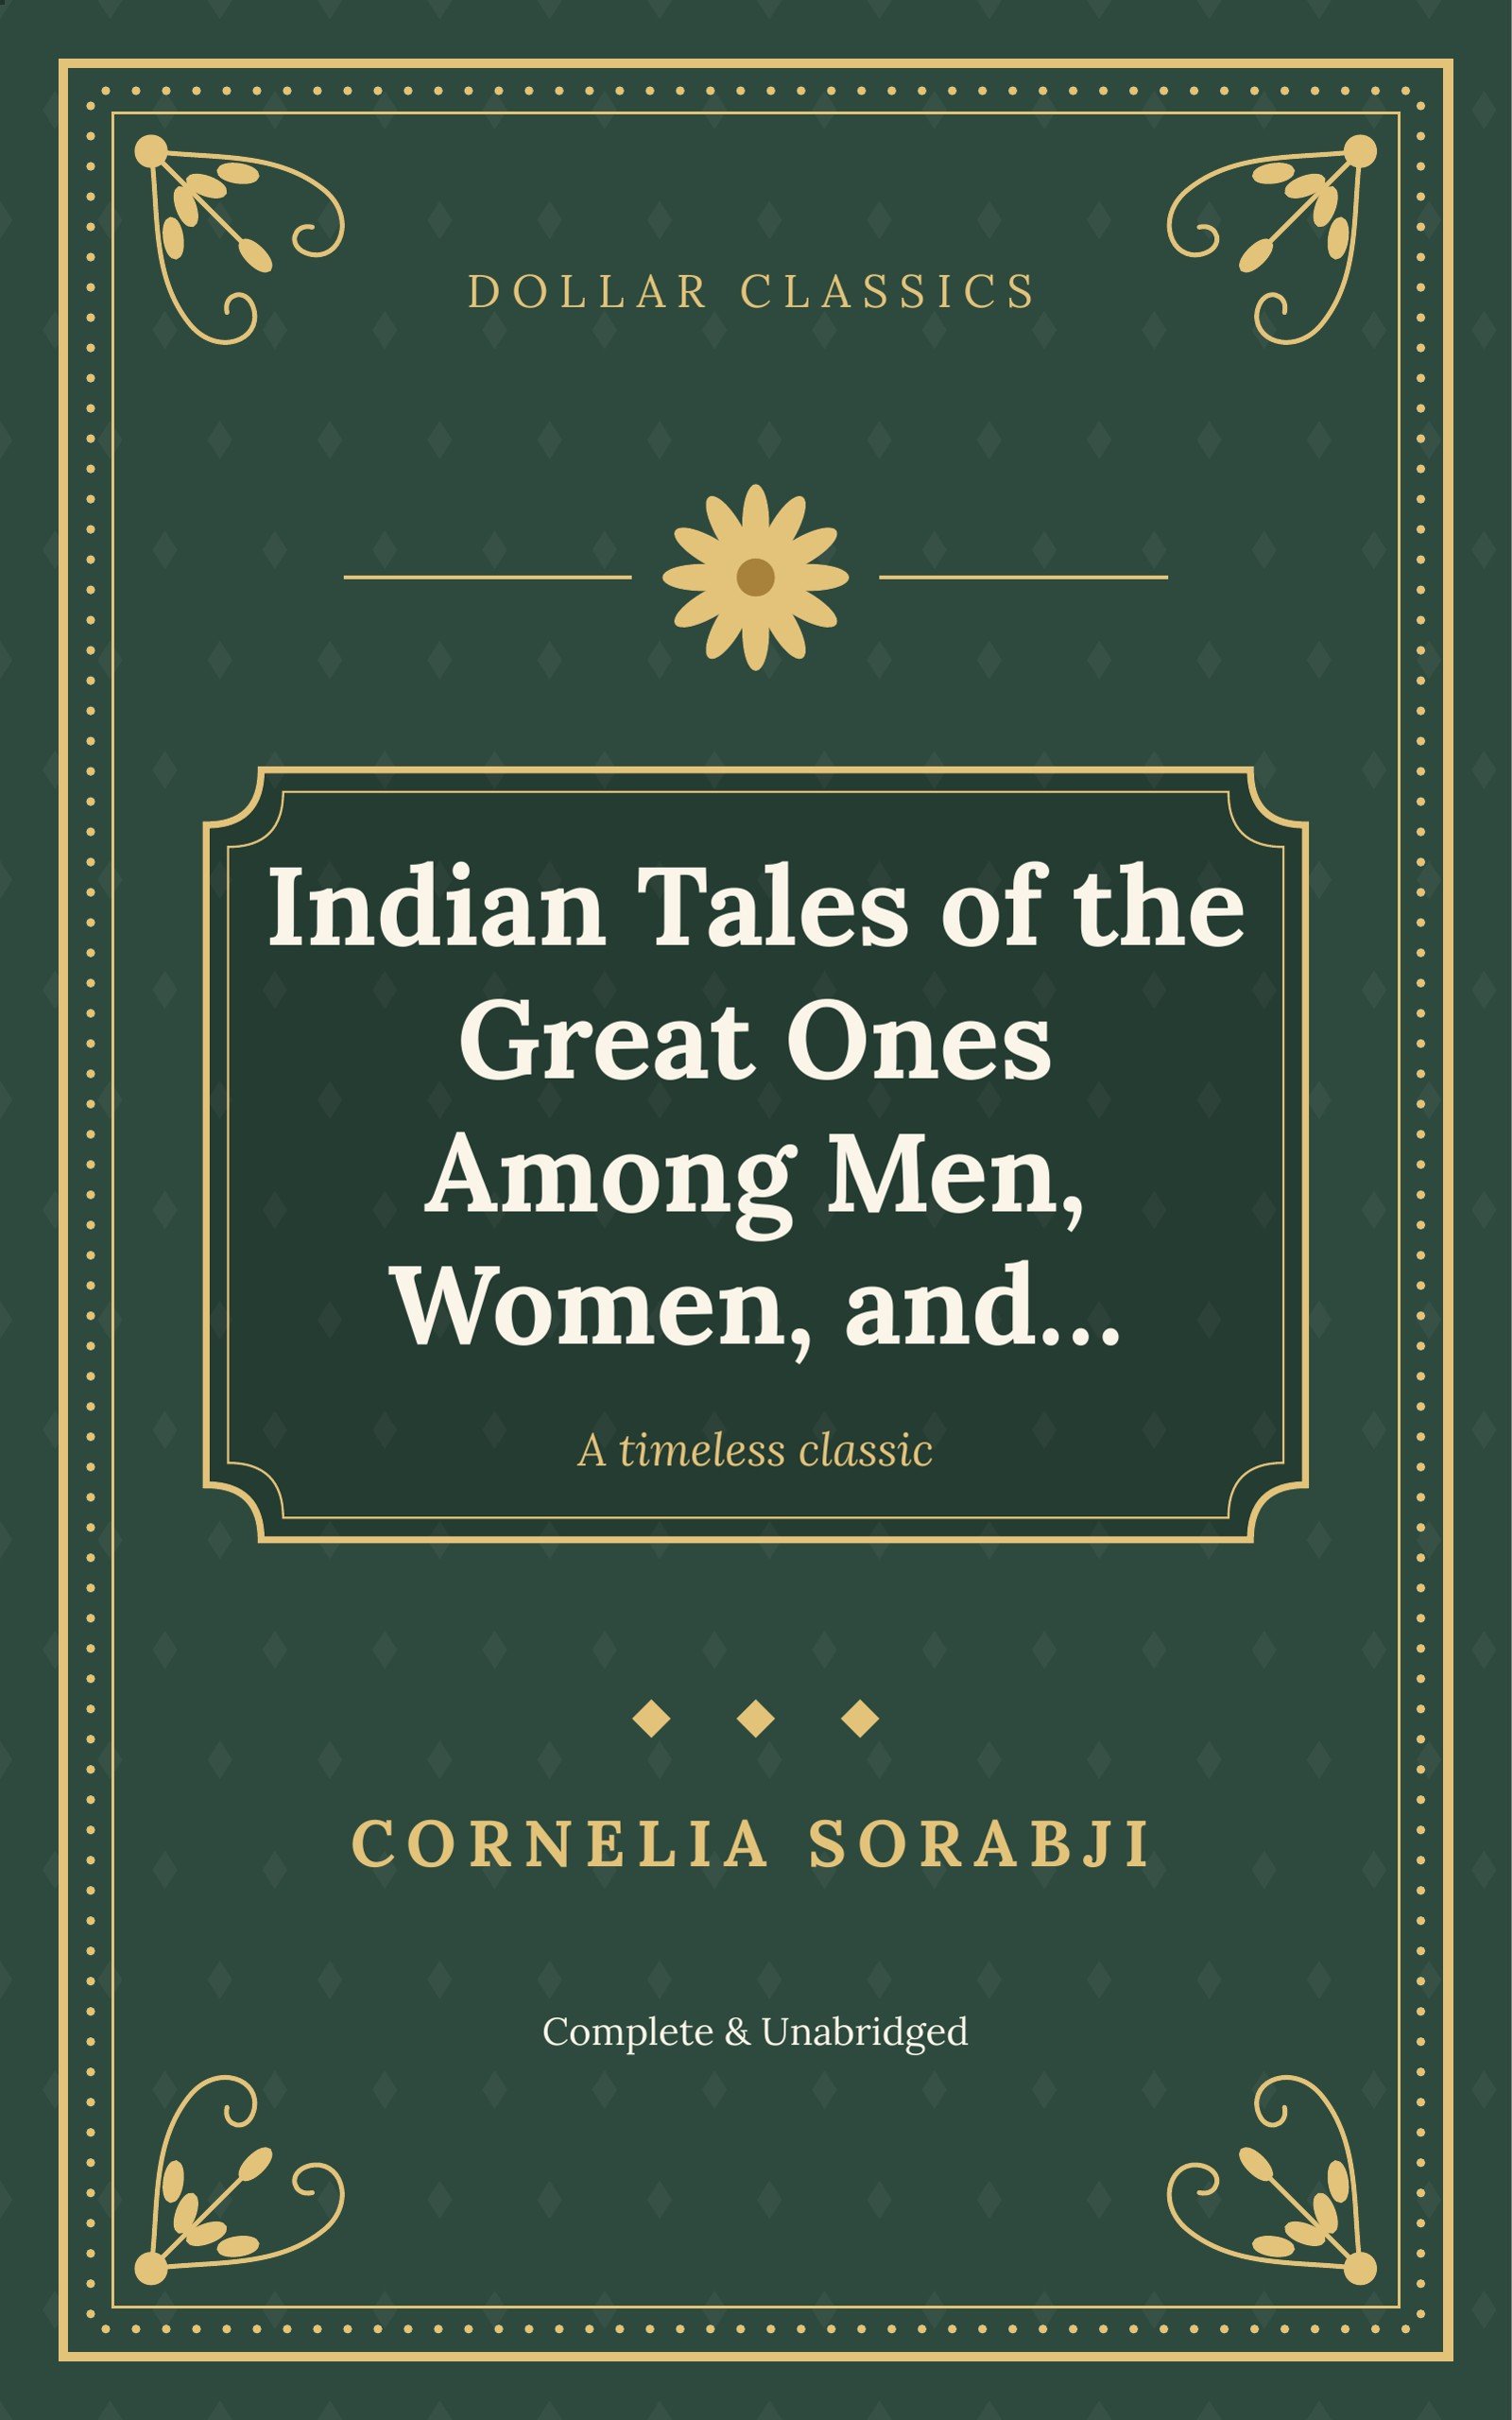 DOLLAR CLASSICS
Indian Tales of the
Great Ones
Among Men,
Women, and...
A timeless classic
CORNELIA SORABJI
Complete & Unabridged